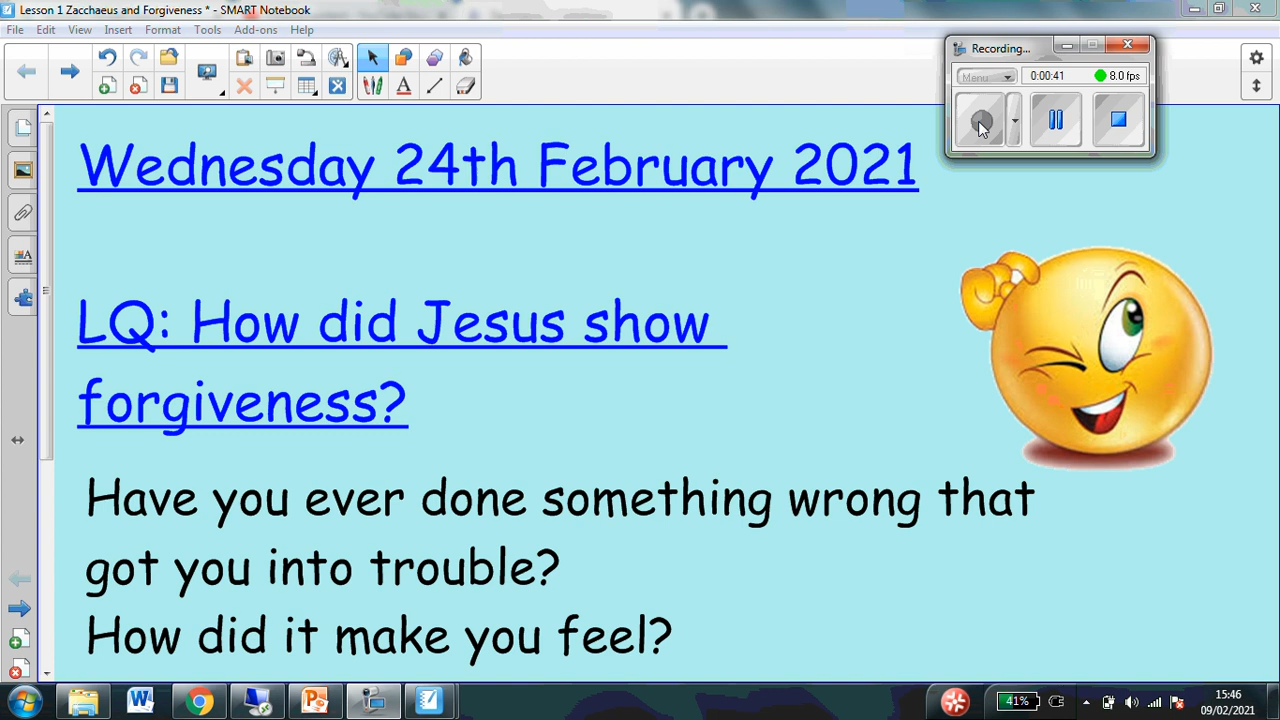 Lesson 1 Zacchaeus and Forgiveness * - SMART Notebook
File Edit View Insert Format Tools Add-ons Help
Recording...
Menu 0:00:41 8.0 fps
Wednesday 24th February 2021
LQ: How did Jesus show
forgiveness?
Have you ever done something wrong that
got you into trouble?
How did it make you feel?
41%
15:46
09/02/2021